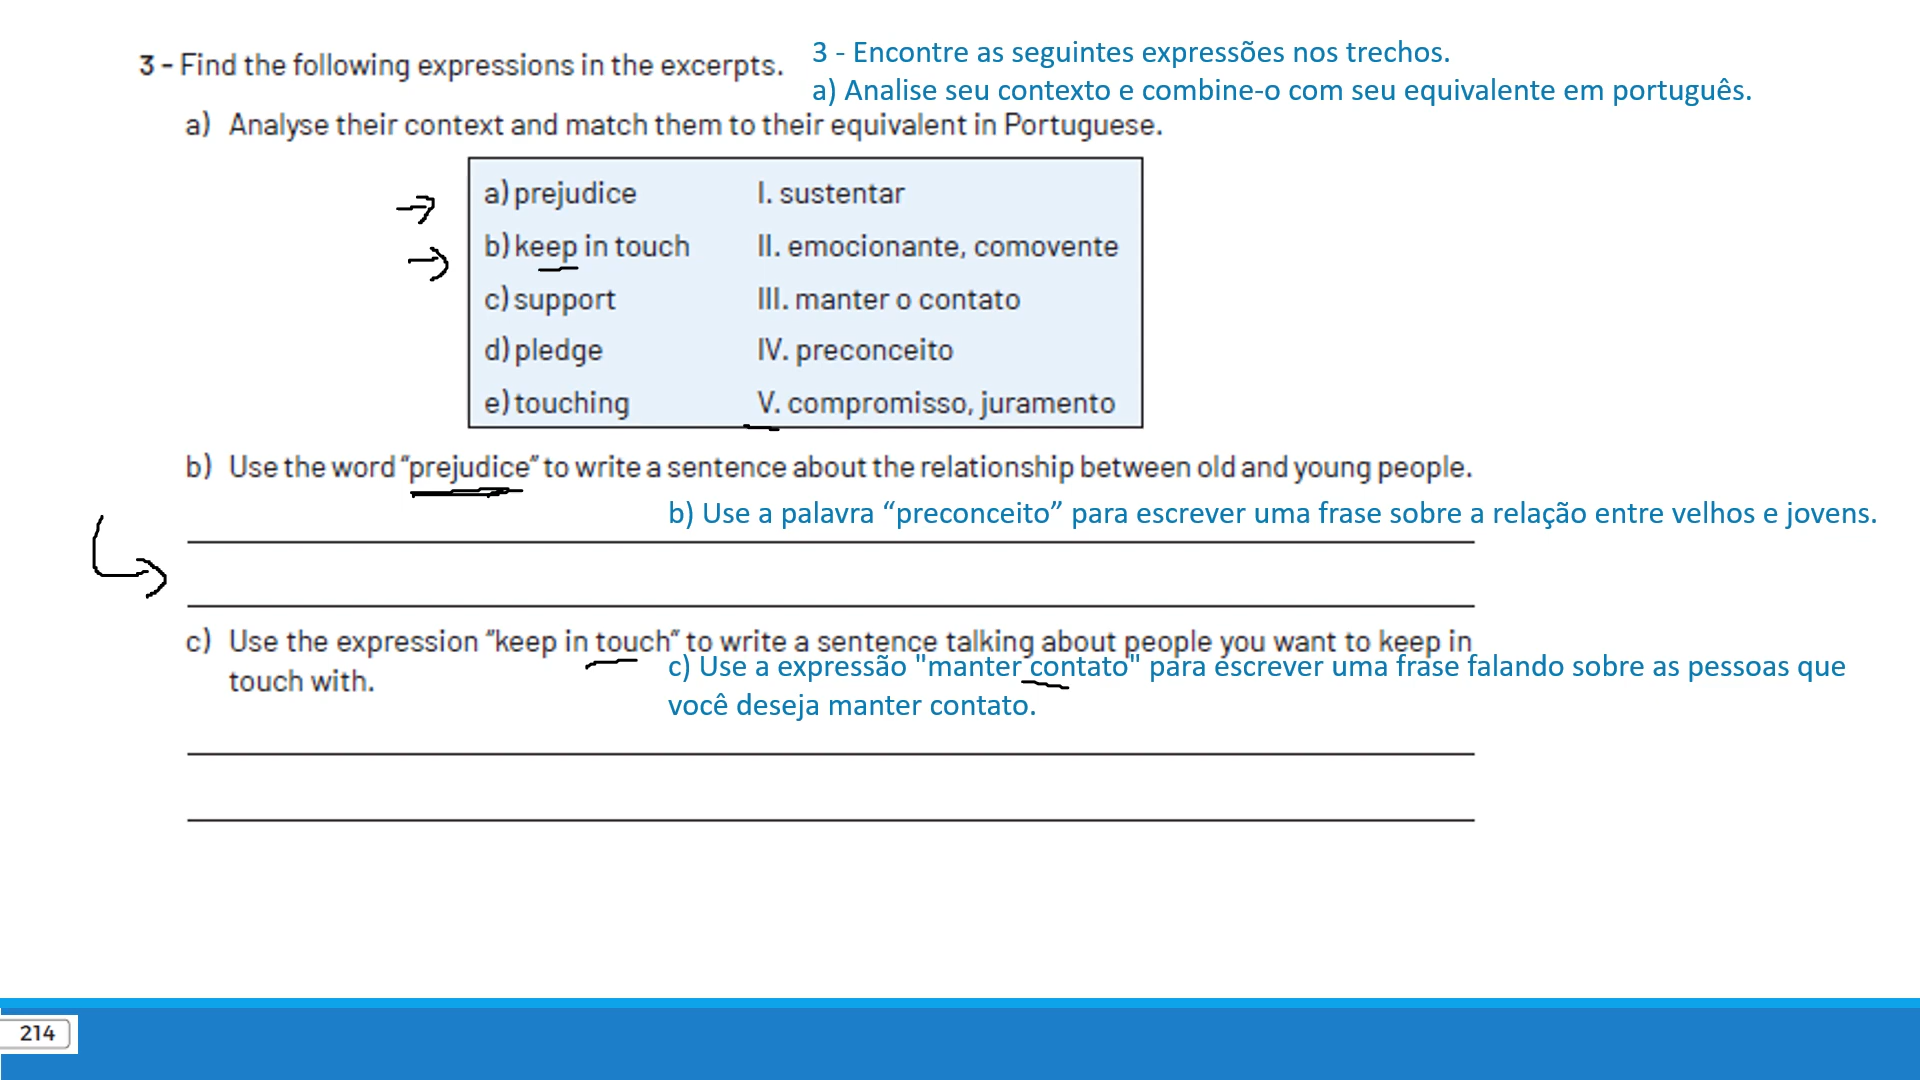 3 - Find the following expressions in the excerpts.
3 - Encontre as seguintes expressões nos trechos.
a) Analise seu contexto e combine-o com seu equivalente em português.
a) Analyse their context and match them to their equivalent in Portuguese.
a) prejudice I. sustentar
b) keep in touch II. emocionante, comovente
c) support III. manter o contato
d) pledge IV. preconceito
e) touching V. compromisso, juramento
b) Use the word “prejudice” to write a sentence about the relationship between old and young people.
b) Use a palavra “preconceito” para escrever uma frase sobre a relação entre velhos e jovens.
c) Use the expression “keep in touch” to write a sentence talking about people you want to keep in
touch with.
c) Use a expressão "manter contato" para escrever uma frase falando sobre as pessoas que
você deseja manter contato.
214